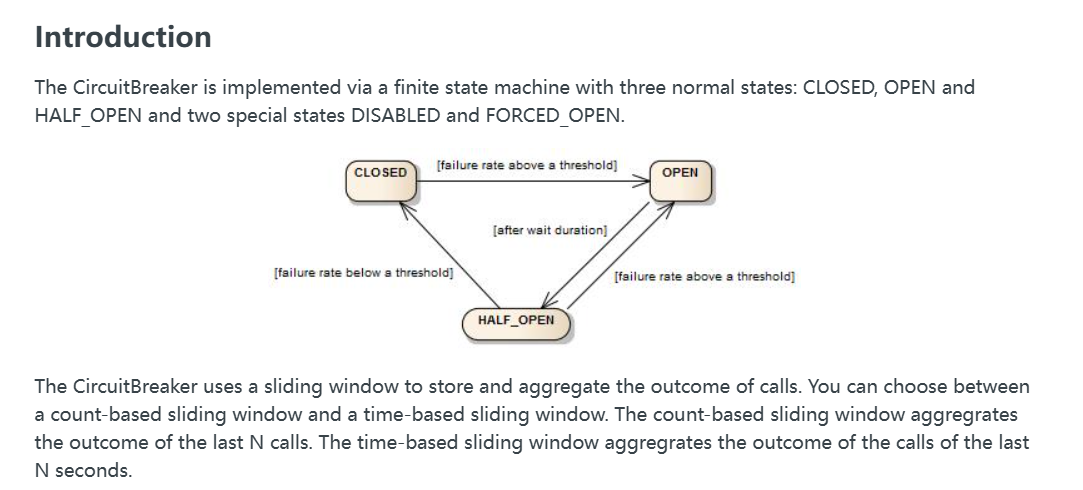 Introduction
The CircuitBreaker is implemented via a finite state machine with three normal states: CLOSED, OPEN and
HALF_OPEN and two special states DISABLED and FORCED_OPEN.
CLOSED
[failure rate above a threshold]
OPEN
[after wait duration]
[failure rate below a threshold]
[failure rate above a threshold]
HALF_OPEN
The CircuitBreaker uses a sliding window to store and aggregate the outcome of calls. You can choose between
a count-based sliding window and a time-based sliding window. The count-based sliding window aggregrates
the outcome of the last N calls. The time-based sliding window aggregrates the outcome of the calls of the last
N seconds.